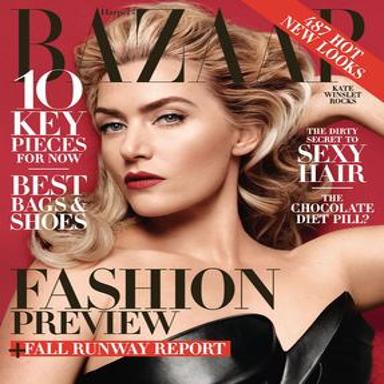 Harper's
BAZAAR
487 HOT
NEW LOOKS
KATE
WINSLET
ROCKS
10
KEY
PIECES
FOR NOW
THE DIRTY
SECRET TO
SEXY
HAIR
BEST
BAGS &
SHOES
THE
CHOCOLATE
DIET PILL?
FASHION
PREVIEW
+FALL RUNWAY REPORT